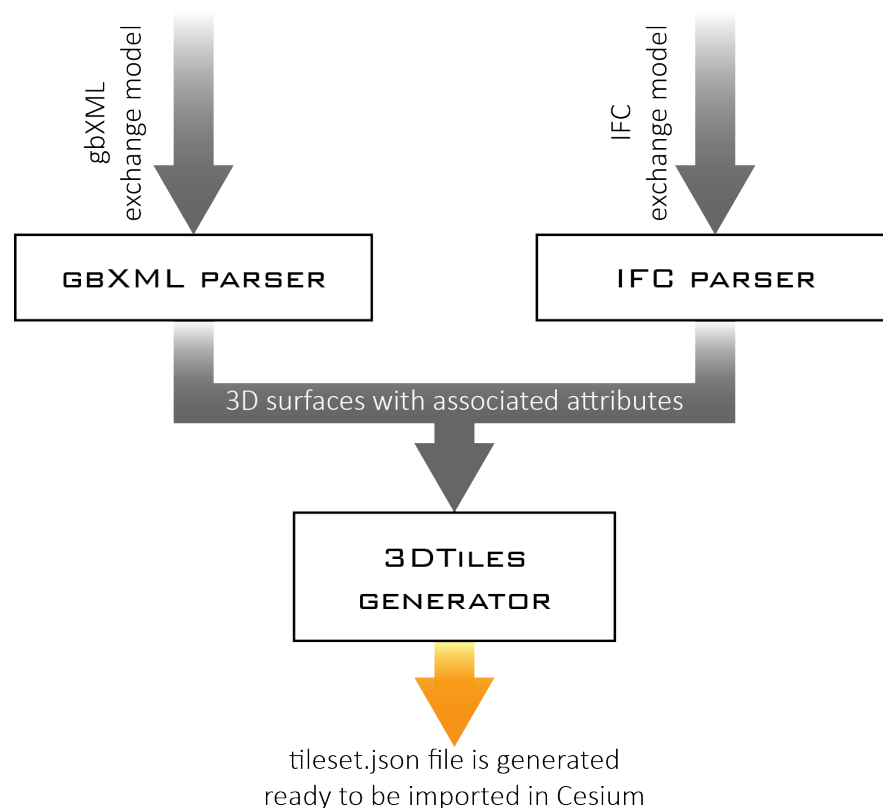 gbXML
exchange model
IFC
exchange model
GBXML PARSER
IFC PARSER
3D surfaces with associated attributes
3DTILES
GENERATOR
tileset.json file is generated
ready to be imported in Cesium